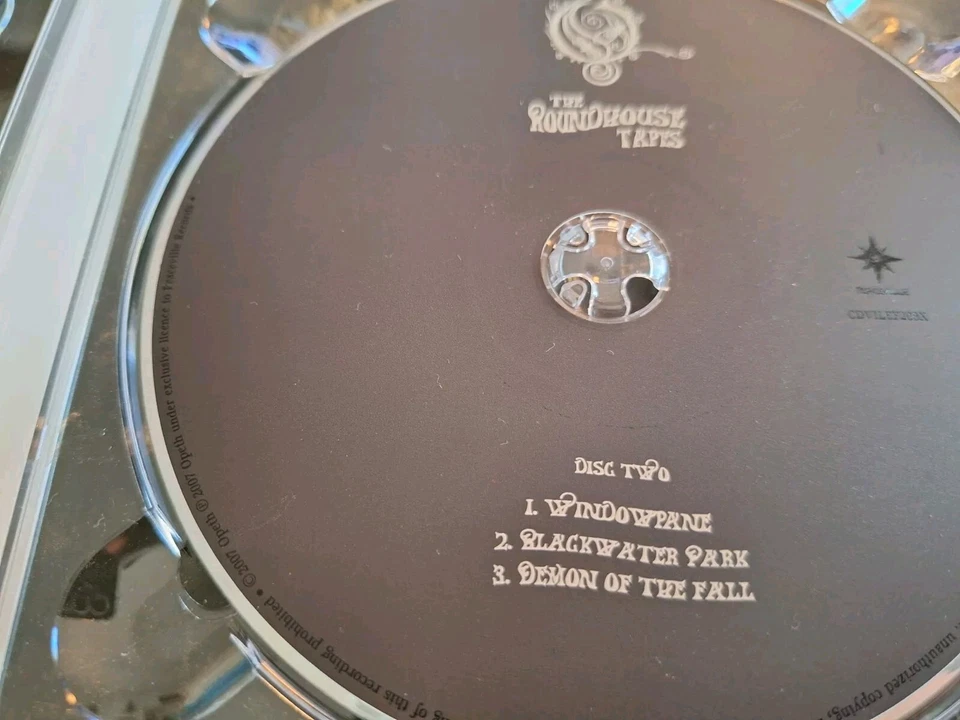 THE
ROUNDHOUSE
TAPES
DISC TWO
1. WINDOWPANE
2. BLACKWATER PARK
3. DEMON OF THE FALL
unauthorized copying,
of this recording prohibited • © 2007 Opeth ℗ 2007 Opeth under exclusive licence to Peaceville Records •